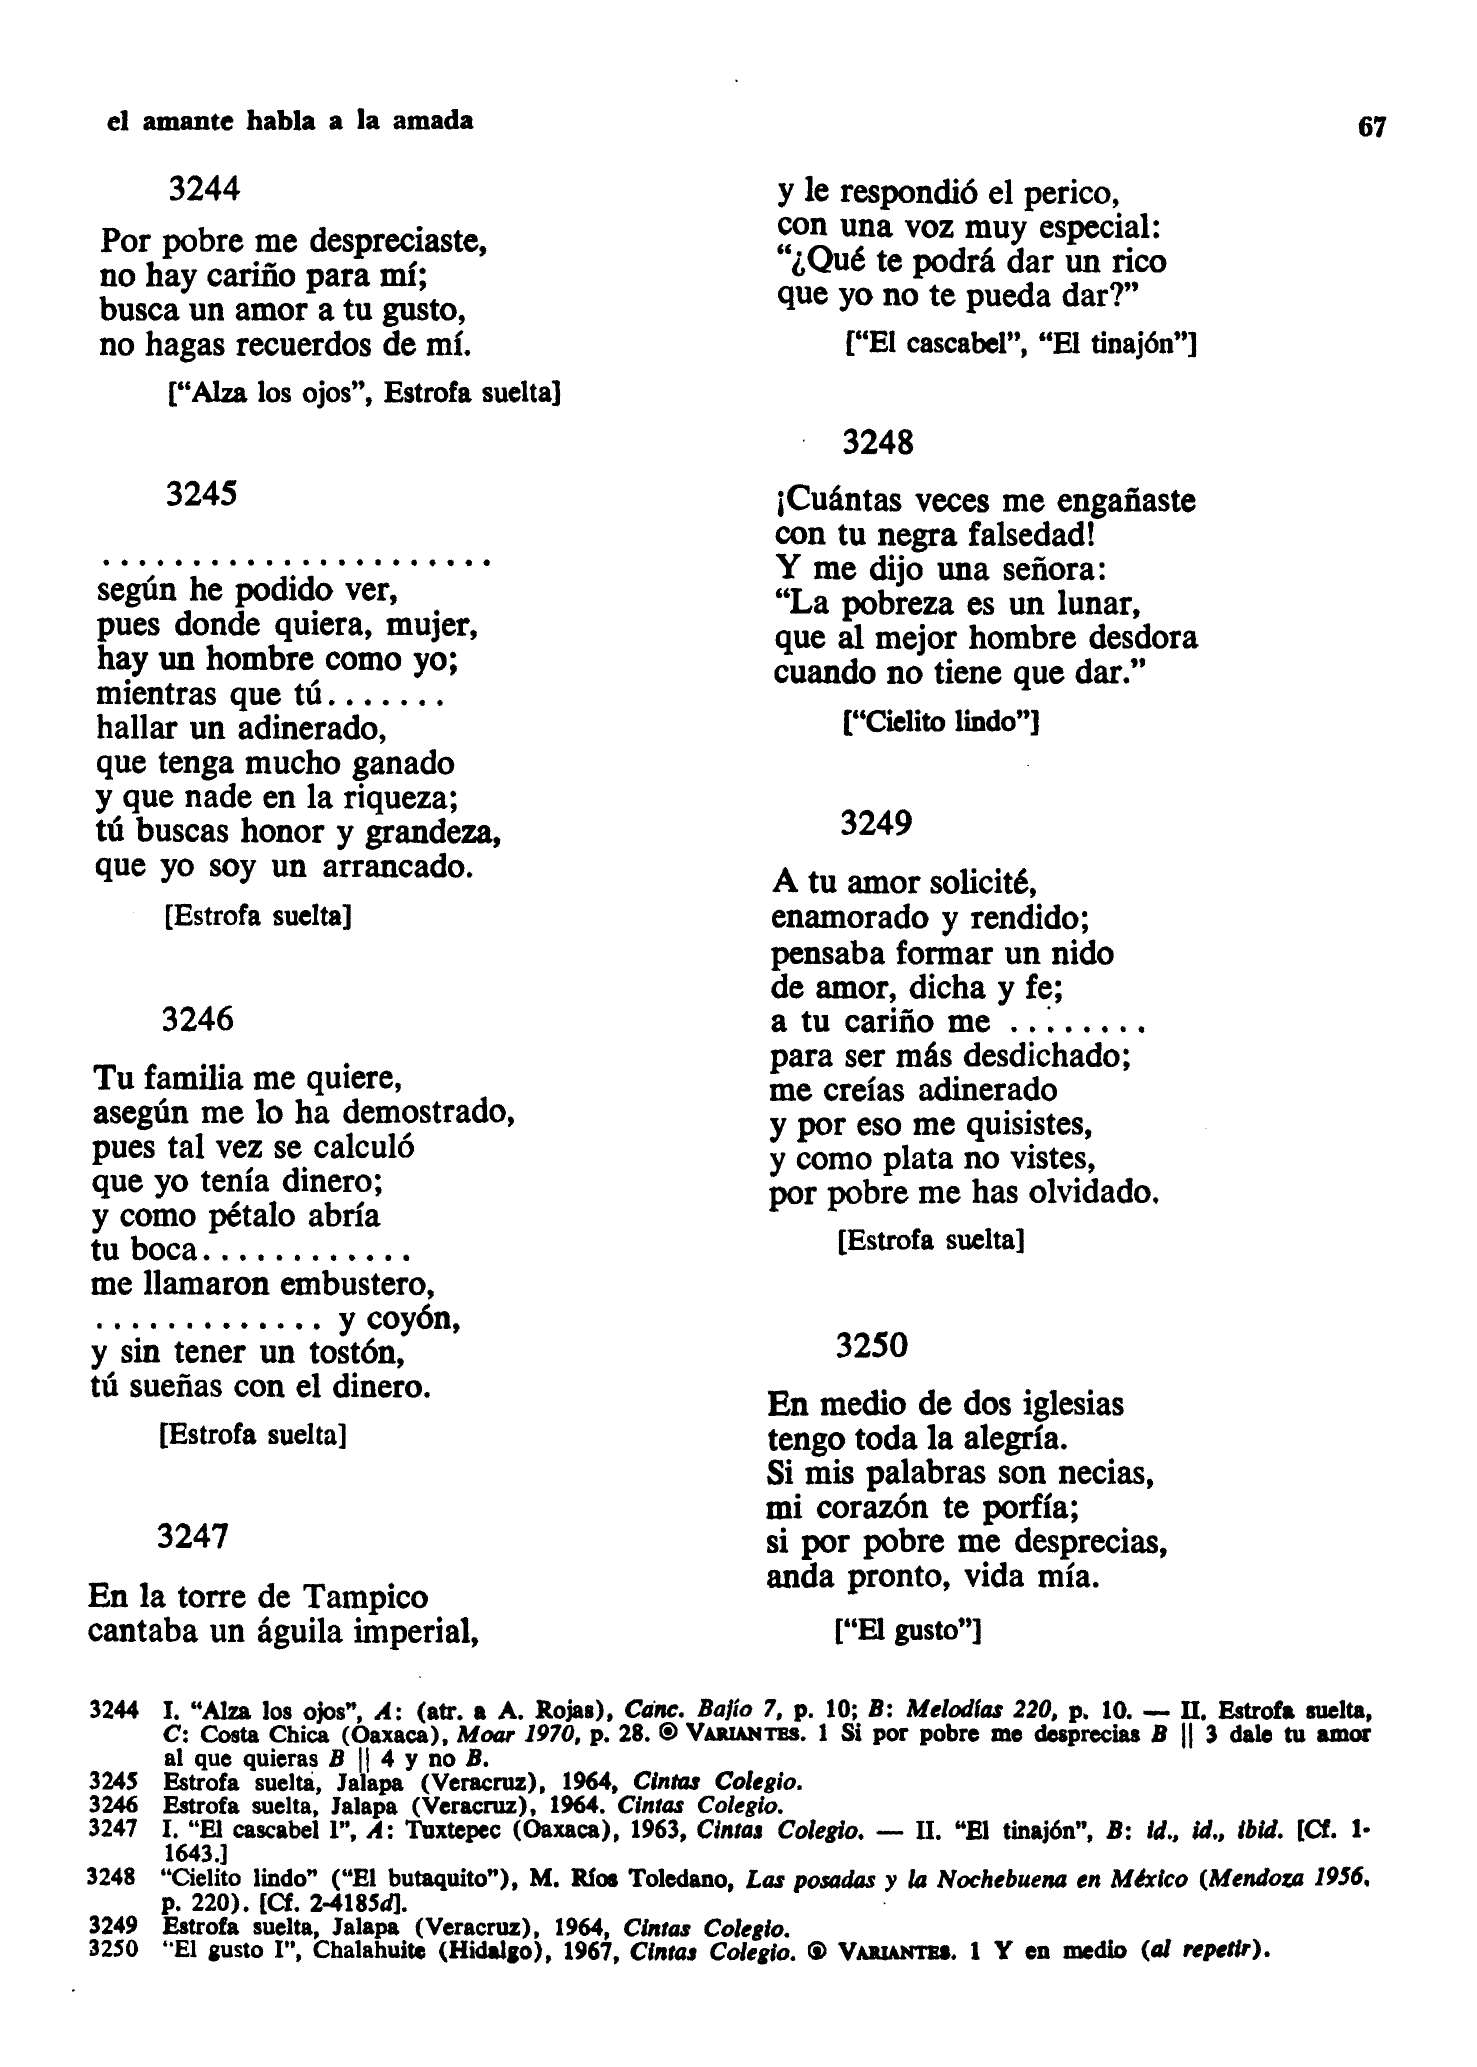 el amante habla a la amada
67
3244
Por pobre me despreciaste,
no hay cariño para mí;
busca un amor a tu gusto,
no hagas recuerdos de mí.
[“Alza los ojos”, Estrofa suelta]
3245
. . . . . . . . . . . . . . . . . . . . . .
según he podido ver,
pues donde quiera, mujer,
hay un hombre como yo;
mientras que tú . . . . . . .
hallar un adinerado,
que tenga mucho ganado
y que nade en la riqueza;
tú buscas honor y grandeza,
que yo soy un arrancado.
[Estrofa suelta]
3246
Tu familia me quiere,
asegún me lo ha demostrado,
pues tal vez se calculó
que yo tenía dinero;
y como pétalo abría
tu boca . . . . . . . . . . . .
me llamaron embustero,
. . . . . . . . . . . . . y coyón,
y sin tener un tostón,
tú sueñas con el dinero.
[Estrofa suelta]
3247
En la torre de Tampico
cantaba un águila imperial,
y le respondió el perico,
con una voz muy especial:
“¿Qué te podrá dar un rico
que yo no te pueda dar?”
[“El cascabel”, “El tinajón”]
3248
¡Cuántas veces me engañaste
con tu negra falsedad!
Y me dijo una señora:
“La pobreza es un lunar,
que al mejor hombre desdora
cuando no tiene que dar.”
[“Cielito lindo”]
3249
A tu amor solicité,
enamorado y rendido;
pensaba formar un nido
de amor, dicha y fe;
a tu cariño me . . . . . . . .
para ser más desdichado;
me creías adinerado
y por eso me quisistes,
y como plata no vistes,
por pobre me has olvidado.
[Estrofa suelta]
3250
En medio de dos iglesias
tengo toda la alegría.
Si mis palabras son necias,
mi corazón te porfía;
si por pobre me desprecias,
anda pronto, vida mía.
[“El gusto”]
3244 I. “Alza los ojos”, A: (atr. a A. Rojas), Canc. Bajío 7, p. 10; B: Melodías 220, p. 10. — II. Estrofa suelta,
C: Costa Chica (Oaxaca), Moar 1970, p. 28. ⊚ VARIANTES. 1 Si por pobre me desprecias B || 3 dale tu amor
al que quieras B || 4 y no B.
3245 Estrofa suelta, Jalapa (Veracruz), 1964, Cintas Colegio.
3246 Estrofa suelta, Jalapa (Veracruz), 1964. Cintas Colegio.
3247 I. “El cascabel I”, A: Tuxtepec (Oaxaca), 1963, Cintas Colegio. — II. “El tinajón”, B: id., id., ibid. [Cf. 1-
1643.]
3248 “Cielito lindo” (“El butaquito”), M. Ríos Toledano, Las posadas y la Nochebuena en México (Mendoza 1956,
p. 220). [Cf. 2-4185d].
3249 Estrofa suelta, Jalapa (Veracruz), 1964, Cintas Colegio.
3250 “El gusto I”, Chalahuite (Hidalgo), 1967, Cintas Colegio. ⊚ VARIANTES. 1 Y en medio (al repetir).